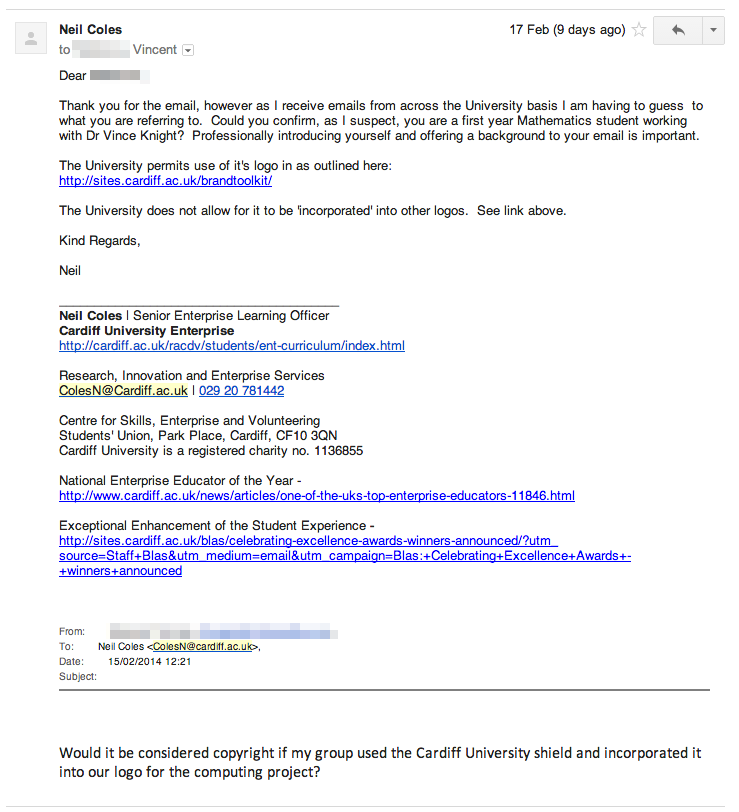 Neil Coles
17 Feb (9 days ago)
to Vincent
Dear
Thank you for the email, however as I receive emails from across the University basis I am having to guess to
what you are referring to. Could you confirm, as I suspect, you are a first year Mathematics student working
with Dr Vince Knight? Professionally introducing yourself and offering a background to your email is important.
The University permits use of it's logo in as outlined here:
http://sites.cardiff.ac.uk/brandtoolkit/
The University does not allow for it to be 'incorporated' into other logos. See link above.
Kind Regards,
Neil
Neil Coles | Senior Enterprise Learning Officer
Cardiff University Enterprise
http://cardiff.ac.uk/racdv/students/ent-curriculum/index.html
Research, Innovation and Enterprise Services
ColesN@Cardiff.ac.uk | 029 20 781442
Centre for Skills, Enterprise and Volunteering
Students' Union, Park Place, Cardiff, CF10 3QN
Cardiff University is a registered charity no. 1136855
National Enterprise Educator of the Year -
http://www.cardiff.ac.uk/news/articles/one-of-the-uks-top-enterprise-educators-11846.html
Exceptional Enhancement of the Student Experience -
http://sites.cardiff.ac.uk/blas/celebrating-excellence-awards-winners-announced/?utm_
source=Staff+Blas&utm_medium=email&utm_campaign=Blas:+Celebrating+Excellence+Awards+-
+winners+announced
From:
To: Neil Coles <ColesN@cardiff.ac.uk>,
Date: 15/02/2014 12:21
Subject:
Would it be considered copyright if my group used the Cardiff University shield and incorporated it
into our logo for the computing project?